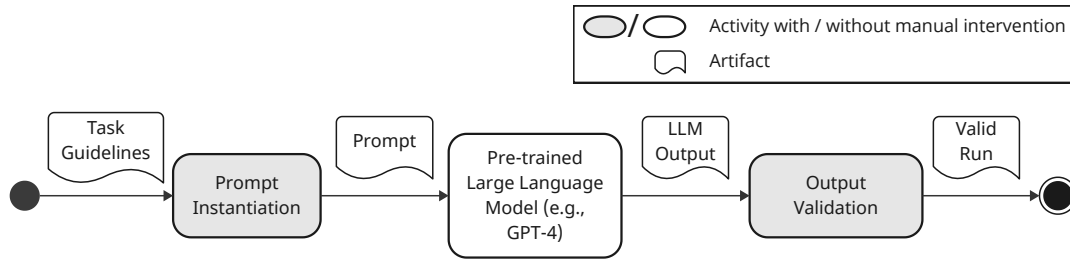 / Activity with / without manual intervention
Artifact
Task
Guidelines
Prompt
Instantiation
Prompt
Pre-trained
Large Language
Model (e.g.,
GPT-4)
LLM
Output
Output
Validation
Valid
Run